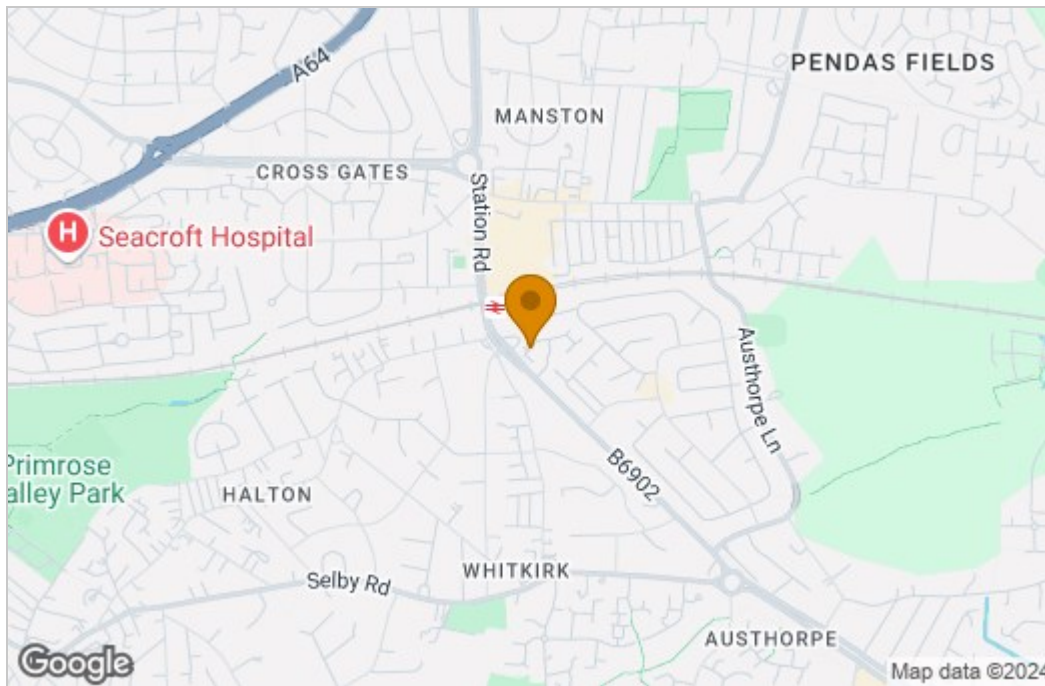 A64
PENDAS FIELDS
MANSTON
CROSS GATES
Station Rd
H
Seacroft Hospital
Austhorpe Ln
B6902
Primrose
alley Park
HALTON
WHITKIRK
Selby Rd
AUSTHORPE
Google
Map data ©2024